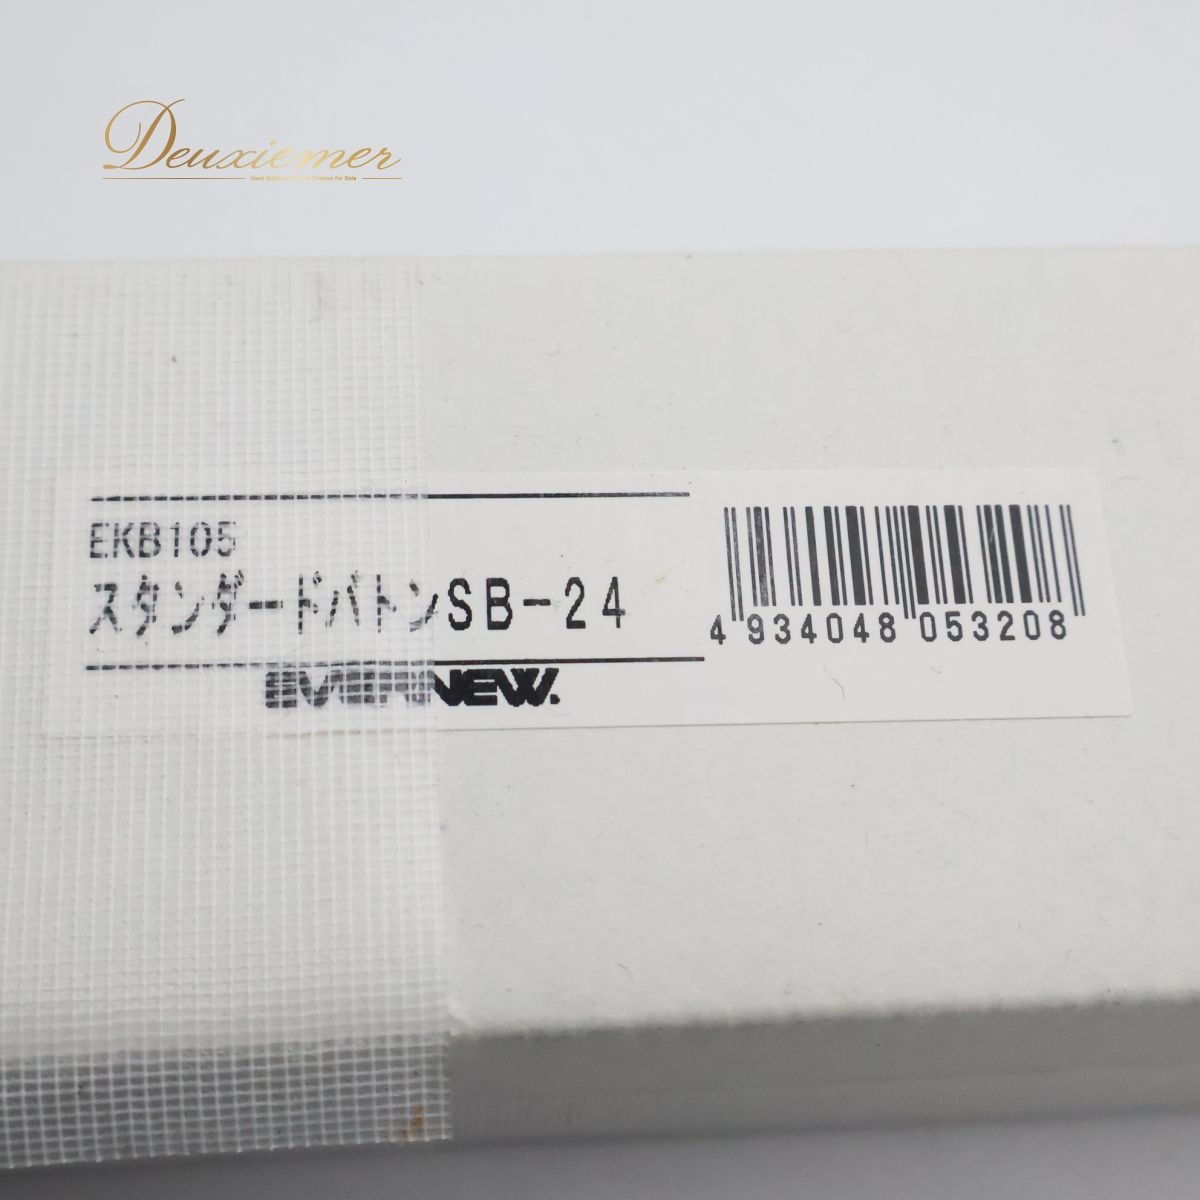 Deuxiemer
EKB105
スタンダードバトンSB-24
4 934048 053208
EVERNEW.